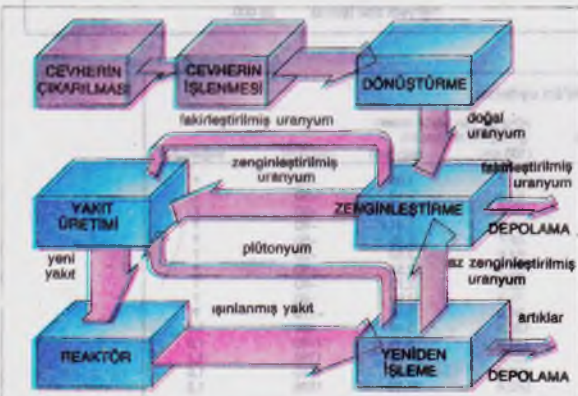 CEVHERİN
ÇIKARILMASI
CEVHERİN
İŞLENMESİ
DÖNÜŞTÜRME
fakirleştirilmiş uranyum
doğal
uranyum
zenginleştirilmiş
uranyum
fakirleştirilmiş
uranyum
YAKIT
ÜRETİMİ
ZENGİNLEŞTİRME
DEPOLAMA
yeni
yakıt
plütonyum
az zenginleştirilmiş
uranyum
ışınlanmış yakıt
artıklar
REAKTÖR
YENİDEN
İŞLEME
DEPOLAMA